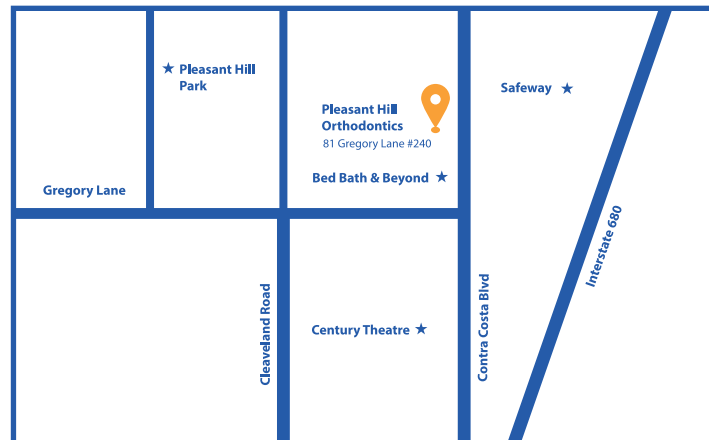 Pleasant Hill
Park
Safeway
Pleasant Hill
Orthodontics
81 Gregory Lane #240
Bed Bath & Beyond
Gregory Lane
Interstate 680
Cleaveland Road
Century Theatre
Contra Costa Blvd